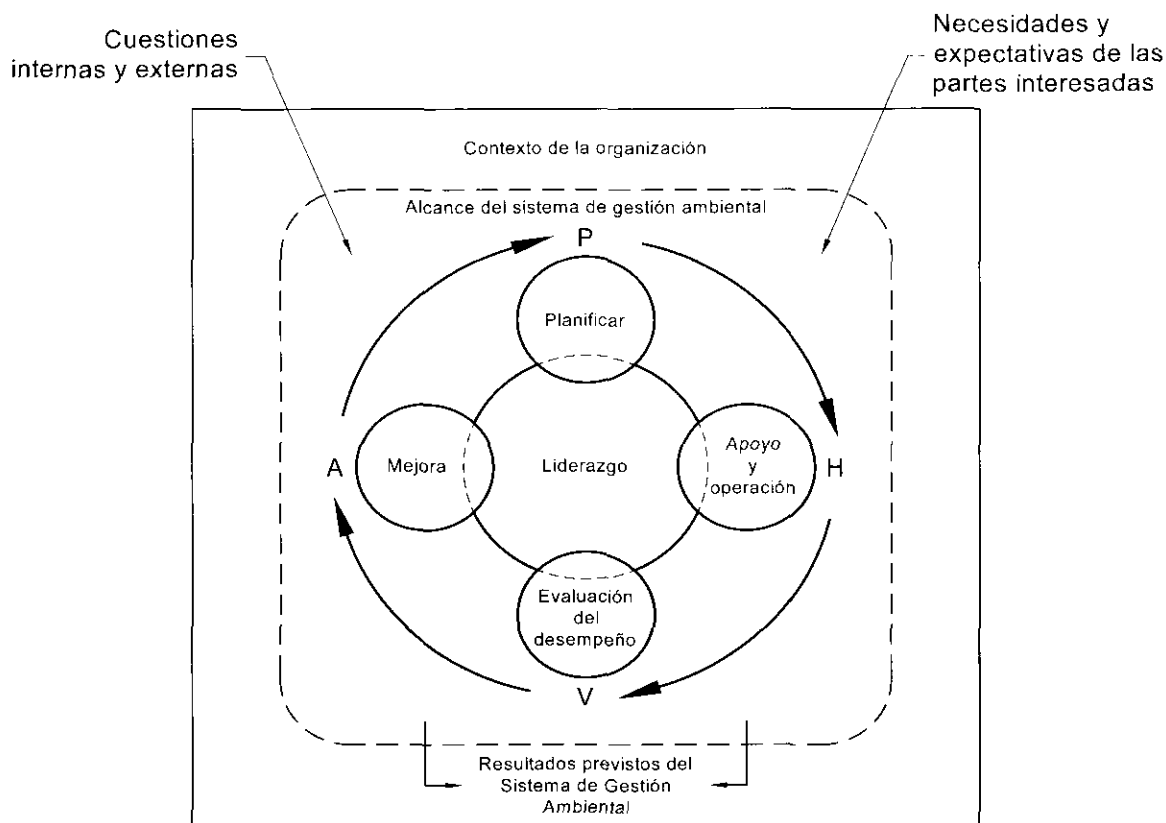 Cuestiones
internas y externas
Necesidades y
expectativas de las
partes interesadas
Contexto de la organización
Alcance del sistema de gestión ambiental
P
Planificar
A
Mejora
Liderazgo
Apoyo
y
operación
H
Evaluación
del
desempeño
V
Resultados previstos del
Sistema de Gestión
Ambiental